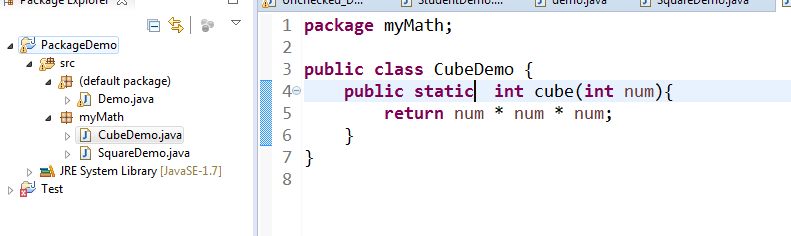 Package Explorer
PackageDemo
src
(default package)
Demo.java
myMath
CubeDemo.java
SquareDemo.java
JRE System Library [JavaSE-1.7]
Test
Unchecked_D... StudentDemo. demo.java SquareDemo.java
1 package myMath;
2
3 public class CubeDemo {
4 public static int cube(int num){
5 return num * num * num;
6 }
7 }
8